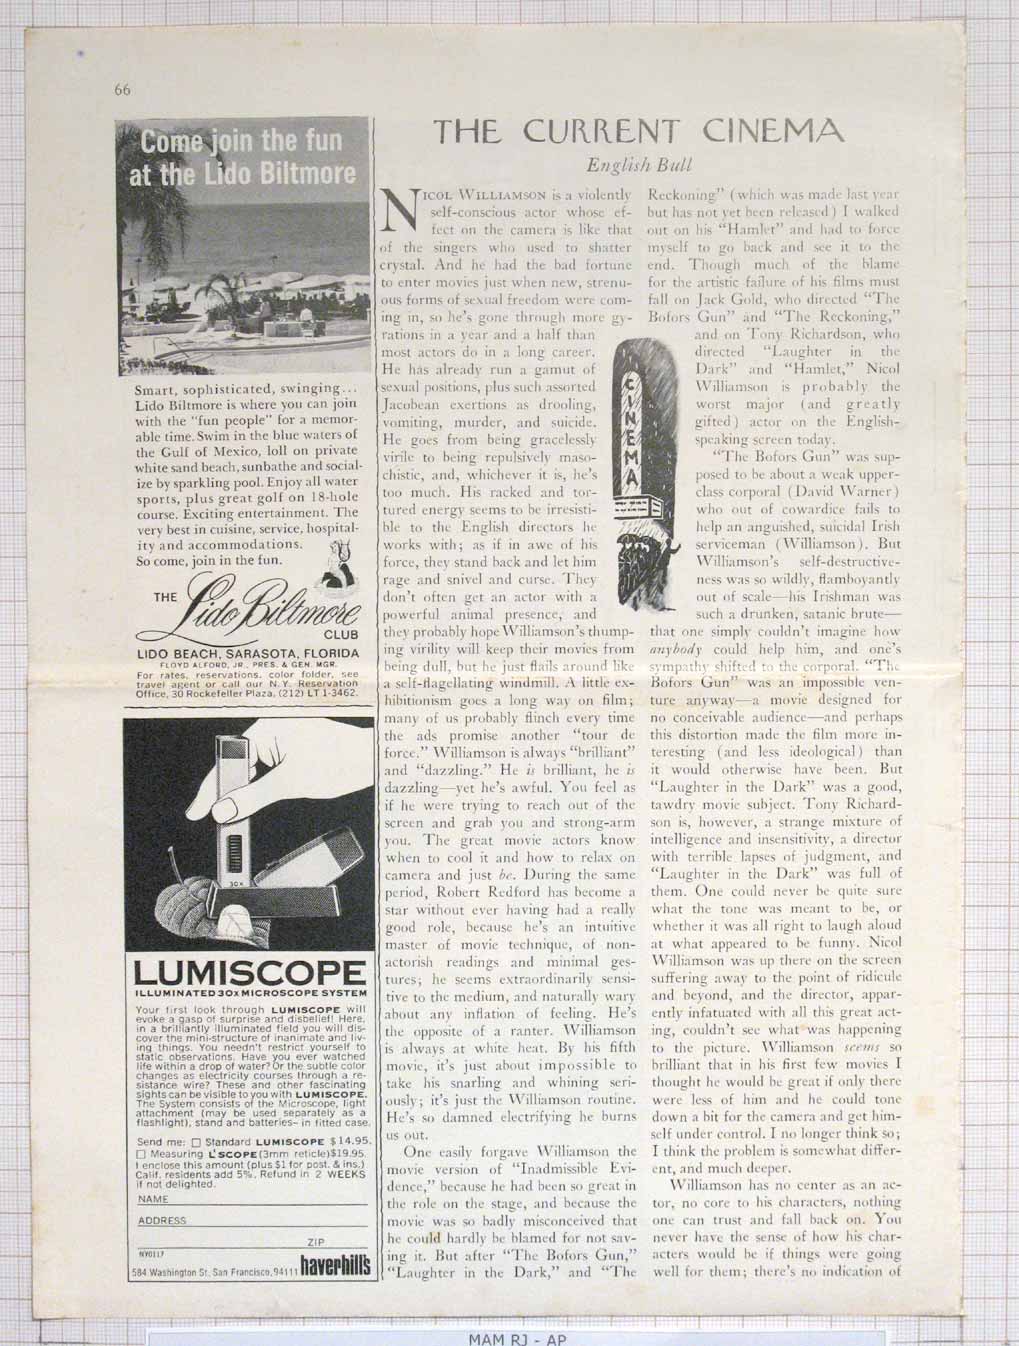 66
Come join the fun
at the Lido Biltmore
Smart, sophisticated, swinging...
Lido Biltmore is where you can join
with the "fun people" for a memor-
able time. Swim in the blue waters of
the Gulf of Mexico, loll on private
white sand beach, sunbathe and social-
ize by sparkling pool. Enjoy all water
sports, plus great golf on 18-hole
course. Exciting entertainment. The
very best in cuisine, service, hospital-
ity and accommodations.
So come, join in the fun.
THE Lido Biltmore
CLUB
LIDO BEACH, SARASOTA, FLORIDA
FLOYD ALFORD, JR., PRES. & GEN. MGR.
For rates, reservations, color folder, see
travel agent or call our N.Y. Reservation
Office, 30 Rockefeller Plaza, (212) LT 1-3462.
30X
LUMISCOPE
ILLUMINATED 30X MICROSCOPE SYSTEM
Your first look through LUMISCOPE will
evoke a gasp of surprise and disbelief! Here,
in a brilliantly illuminated field you will dis-
cover the mini-structure of inanimate and liv-
ing things. You needn't restrict yourself to
static observations. Have you ever watched
life within a drop of water? Or the subtle color
changes as electricity courses through a re-
sistance wire? These and other fascinating
sights can be visible to you with LUMISCOPE.
The System consists of the Microscope, light
attachment (may be used separately as a
flashlight), stand and batteries- in fitted case.
Send me: □ Standard LUMISCOPE $14.95.
□ Measuring L'SCOPE (3mm reticle) $19.95.
I enclose this amount (plus $1 for post. & ins.)
Calif. residents add 5%. Refund in 2 WEEKS
if not delighted.
NAME
ADDRESS
ZIP
NY0117
584 Washington St. San Francisco, 94111 haverhill's
THE CURRENT CINEMA
English Bull
NICOL WILLIAMSON is a violently
self-conscious actor whose ef-
fect on the camera is like that
of the singers who used to shatter
crystal. And he had the bad fortune
to enter movies just when new, strenu-
ous forms of sexual freedom were com-
ing in, so he's gone through more gy-
rations in a year and a half than
most actors do in a long career.
He has already run a gamut of
sexual positions, plus such assorted
Jacobean exertions as drooling,
vomiting, murder, and suicide.
He goes from being gracelessly
virile to being repulsively maso-
chistic, and, whichever it is, he's
too much. His racked and tor-
tured energy seems to be irresisti-
ble to the English directors he
works with; as if in awe of his
force, they stand back and let him
rage and snivel and curse. They
don't often get an actor with a
powerful animal presence, and
they probably hope Williamson's thump-
ing virility will keep their movies from
being dull, but he just flails around like
a self-flagellating windmill. A little ex-
hibitionism goes a long way on film;
many of us probably flinch every time
the ads promise another "tour de
force." Williamson is always "brilliant"
and "dazzling." He is brilliant, he is
dazzling—yet he's awful. You feel as
if he were trying to reach out of the
screen and grab you and strong-arm
you. The great movie actors know
when to cool it and how to relax on
camera and just be. During the same
period, Robert Redford has become a
star without ever having had a really
good role, because he's an intuitive
master of movie technique, of non-
actorish readings and minimal ges-
tures; he seems extraordinarily sensi-
tive to the medium, and naturally wary
about any inflation of feeling. He's
the opposite of a ranter. Williamson
is always at white heat. By his fifth
movie, it's just about impossible to
take his snarling and whining seri-
ously; it's just the Williamson routine.
He's so damned electrifying he burns
us out.
One easily forgave Williamson the
movie version of "Inadmissible Evi-
dence," because he had been so great in
the role on the stage, and because the
movie was so badly misconceived that
he could hardly be blamed for not sav-
ing it. But after "The Bofors Gun,"
"Laughter in the Dark," and "The
Reckoning" (which was made last year
but has not yet been released) I walked
out on his "Hamlet" and had to force
myself to go back and see it to the
end. Though much of the blame
for the artistic failure of his films must
fall on Jack Gold, who directed "The
Bofors Gun" and "The Reckoning,"
and on Tony Richardson, who
directed "Laughter in the
Dark" and "Hamlet," Nicol
Williamson is probably the
worst major (and greatly
gifted) actor on the English-
speaking screen today.
"The Bofors Gun" was sup-
posed to be about a weak upper-
class corporal (David Warner)
who out of cowardice fails to
help an anguished, suicidal Irish
serviceman (Williamson). But
Williamson's self-destructive-
ness was so wildly, flamboyantly
out of scale—his Irishman was
such a drunken, satanic brute—
that one simply couldn't imagine how
anybody could help him, and one's
sympathy shifted to the corporal. "The
Bofors Gun" was an impossible ven-
ture anyway—a movie designed for
no conceivable audience—and perhaps
this distortion made the film more in-
teresting (and less ideological) than
it would otherwise have been. But
"Laughter in the Dark" was a good,
tawdry movie subject. Tony Richard-
son is, however, a strange mixture of
intelligence and insensitivity, a director
with terrible lapses of judgment, and
"Laughter in the Dark" was full of
them. One could never be quite sure
what the tone was meant to be, or
whether it was all right to laugh aloud
at what appeared to be funny. Nicol
Williamson was up there on the screen
suffering away to the point of ridicule
and beyond, and the director, appar-
ently infatuated with all this great act-
ing, couldn't see what was happening
to the picture. Williamson seems so
brilliant that in his first few movies I
thought he would be great if only there
were less of him and he could tone
down a bit for the camera and get him-
self under control. I no longer think so;
I think the problem is somewhat differ-
ent, and much deeper.
Williamson has no center as an ac-
tor, no core to his characters, nothing
one can trust and fall back on. You
never have the sense of how his char-
acters would be if things were going
well for them; there's no indication of
CINEMA
MAM RJ - AP